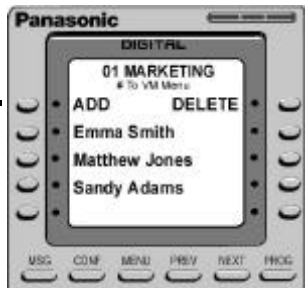 Panasonic
DIGITAL
01 MARKETING
# To VM Menu
ADD DELETE
Emma Smith
Matthew Jones
Sandy Adams
MSG CONF MENU PREV NEXT PROG